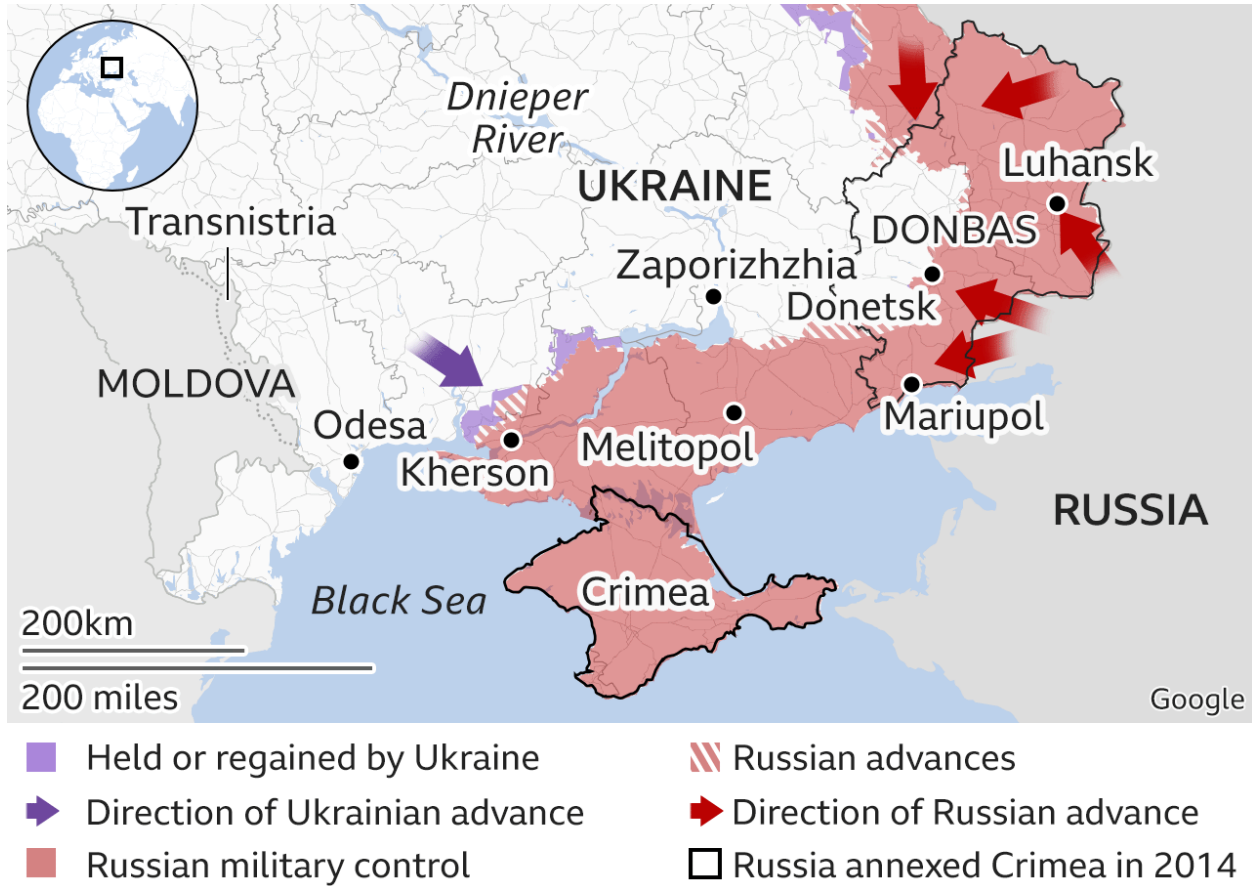 Dnieper
River
UKRAINE
Luhansk
Transnistria
DONBAS
Zaporizhzhia
Donetsk
MOLDOVA
Odesa
Mariupol
Melitopol
Kherson
RUSSIA
Crimea
Black Sea
200km
200 miles
Google
Held or regained by Ukraine
Russian advances
Direction of Ukrainian advance
Direction of Russian advance
Russian military control
Russia annexed Crimea in 2014